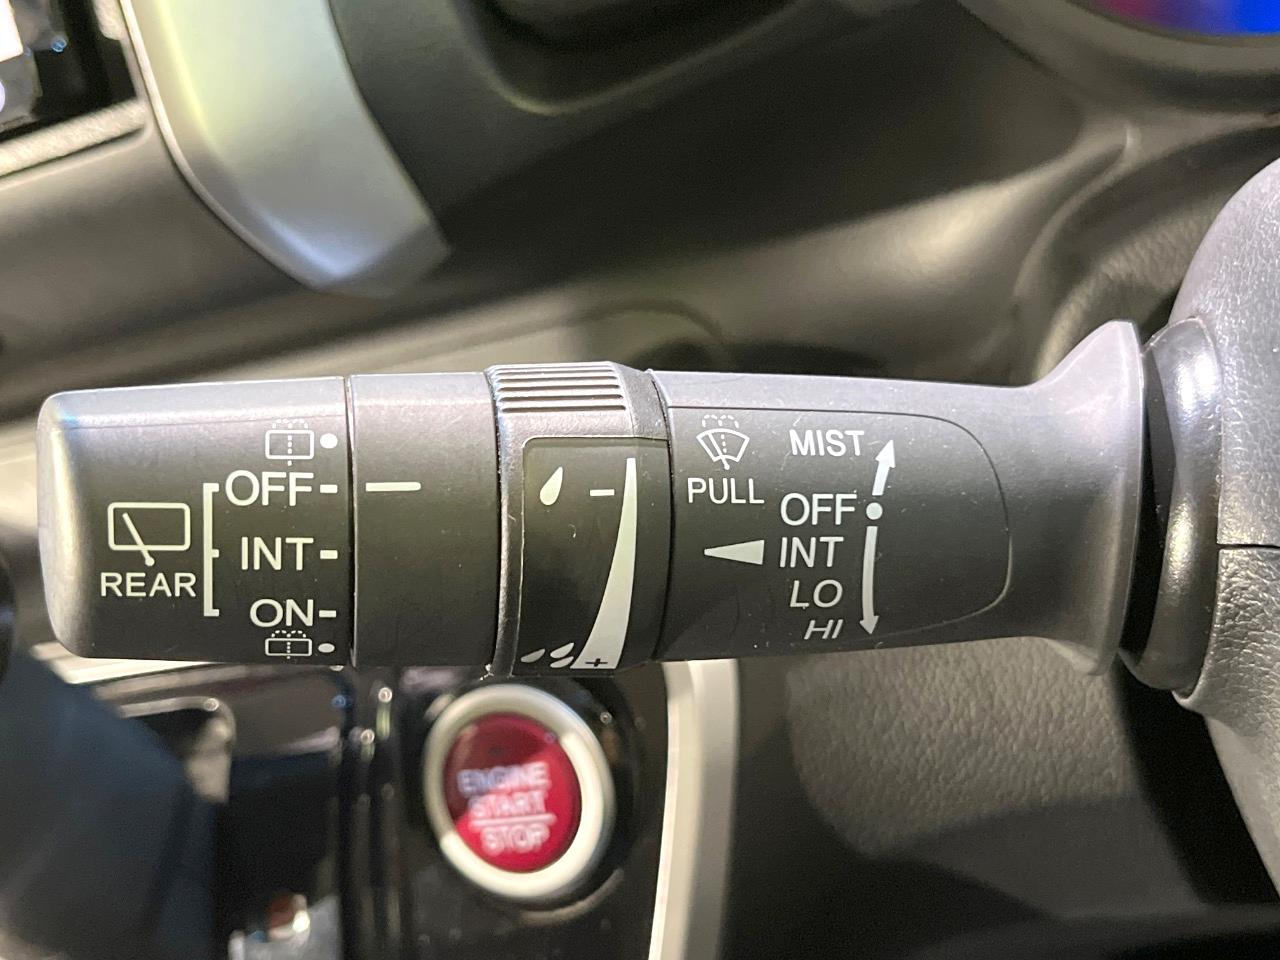 OFF
INT
ON
REAR
PULL
MIST
OFF
INT
LO
HI
ENGINE
START
STOP